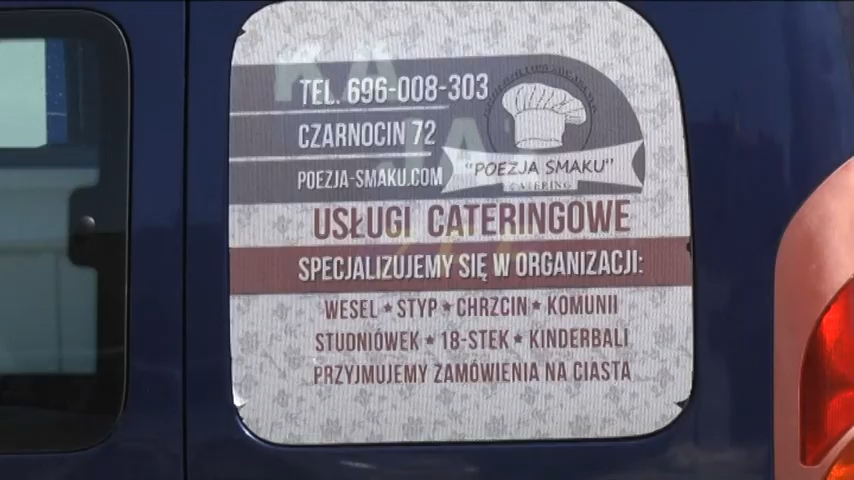 TEL. 696-008-303
CZARNOCIN 72
POEZJA-SMAKU.COM
"POEZJA SMAKU"
CATERING
USŁUGI CATERINGOWE
SPECJALIZUJEMY SIĘ W ORGANIZACJI:
WESEL * STYP * CHRZCIN * KOMUNII
STUDNIÓWEK * 18-STEK * KINDERBALI
PRZYJMUJEMY ZAMÓWIENIA NA CIASTA